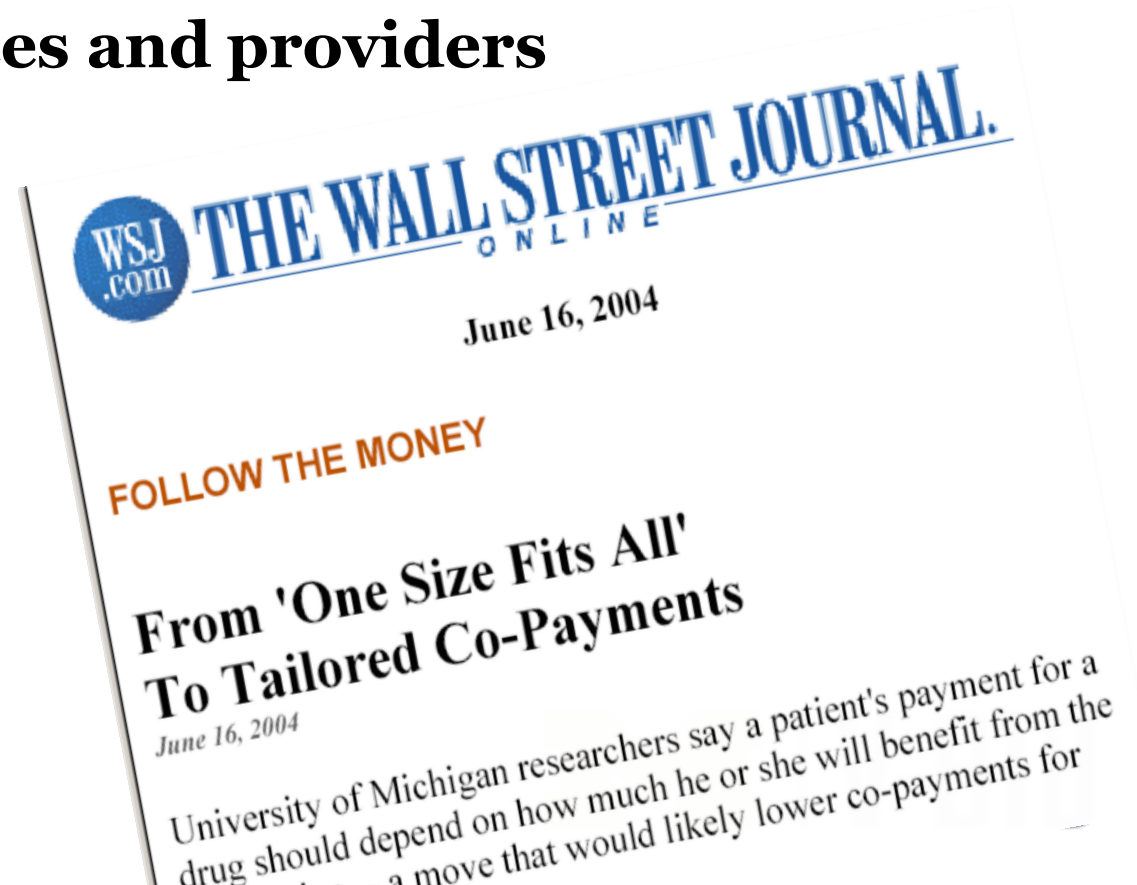 es and providers
WSJ
.com
THE WALL STREET JOURNAL.
ONLINE
June 16, 2004
FOLLOW THE MONEY
From 'One Size Fits All'
To Tailored Co-Payments
June 16, 2004
University of Michigan researchers say a patient's payment for a
drug should depend on how much he or she will benefit from the
a move that would likely lower co-payments for